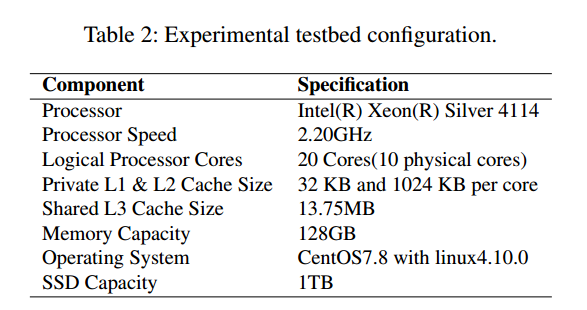 Table 2: Experimental testbed configuration.
Component Specification
Processor Intel(R) Xeon(R) Silver 4114
Processor Speed 2.20GHz
Logical Processor Cores 20 Cores(10 physical cores)
Private L1 & L2 Cache Size 32 KB and 1024 KB per core
Shared L3 Cache Size 13.75MB
Memory Capacity 128GB
Operating System CentOS7.8 with linux4.10.0
SSD Capacity 1TB